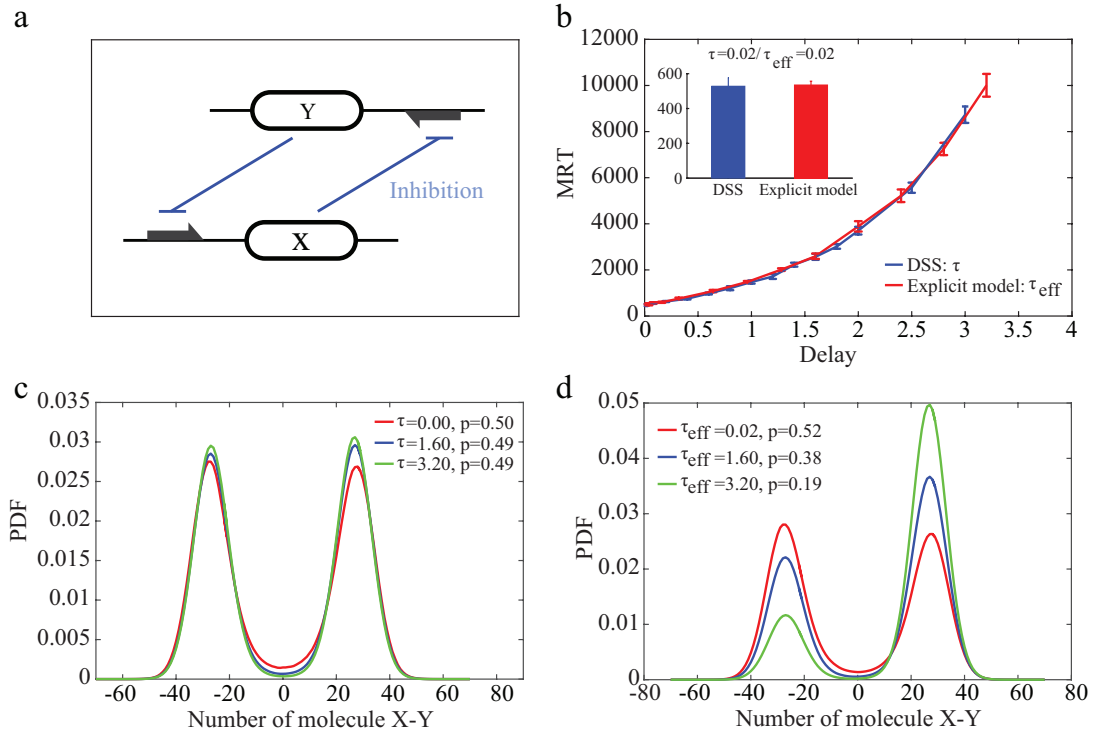 a
Y
Inhibition
X
b
12000
10000
8000
6000
4000
2000
0
MRT
τ=0.02/τeff=0.02
600
400
200
0
DSS
Explicit model
DSS: τ
Explicit model: τeff
0 0.5 1 1.5 2 2.5 3 3.5 4
Delay
c
0.035
0.03
0.025
0.02
0.015
0.01
0.005
0
PDF
τ=0.00, p=0.50
τ=1.60, p=0.49
τ=3.20, p=0.49
-60 -40 -20 0 20 40 60 80
Number of molecule X-Y
d
0.05
0.04
0.03
0.02
0.01
0
PDF
τeff=0.02, p=0.52
τeff=1.60, p=0.38
τeff=3.20, p=0.19
-80 -60 -40 -20 0 20 40 60 80
Number of molecule X-Y